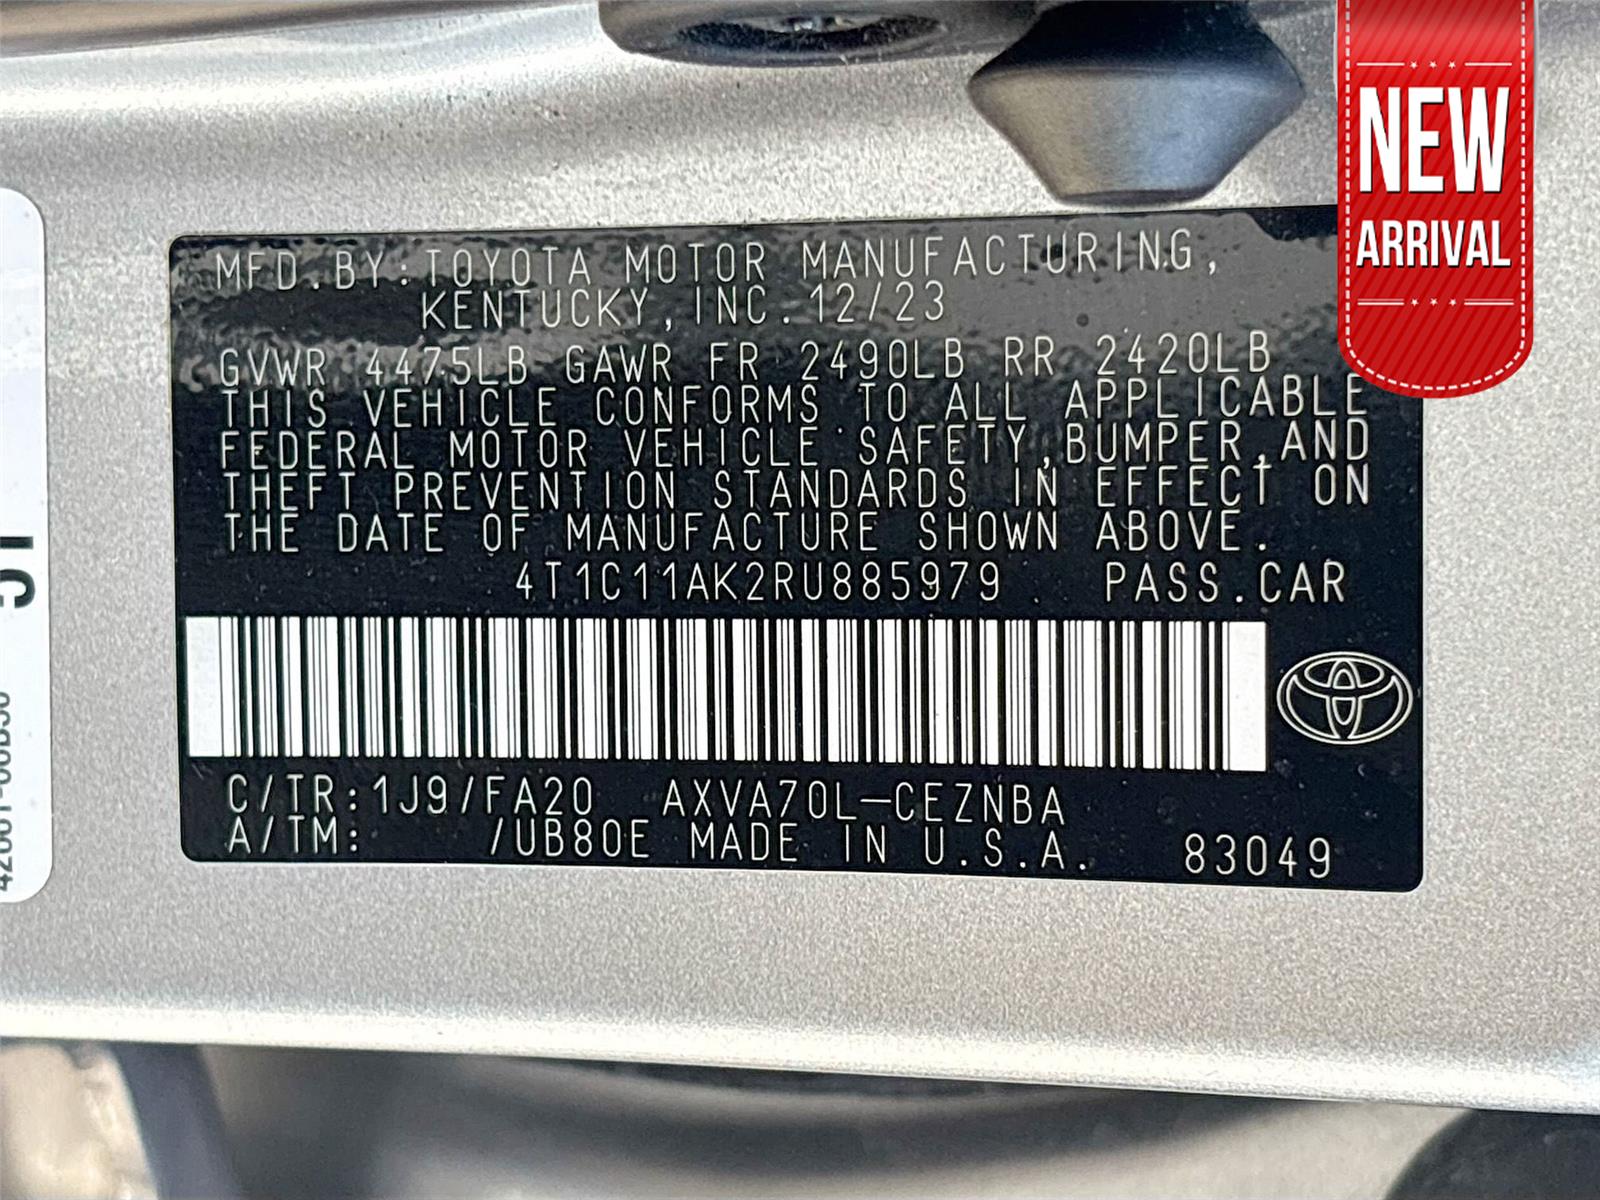 NEW
ARRIVAL
MFD.BY:TOYOTA MOTOR MANUFACTURING,
KENTUCKY,INC. 12/23
GVWR 4475LB GAWR FR 2490LB RR 2420LB
THIS VEHICLE CONFORMS TO ALL APPLICABLE
FEDERAL MOTOR VEHICLE SAFETY,BUMPER,AND
THEFT PREVENTION STANDARDS IN EFFECT ON
THE DATE OF MANUFACTURE SHOWN ABOVE.
4T1C11AK2RU885979 PASS.CAR
C/TR:1J9/FA20 AXVA70L-CEZNBA
A/TM: /UB80E MADE IN U.S.A. 83049